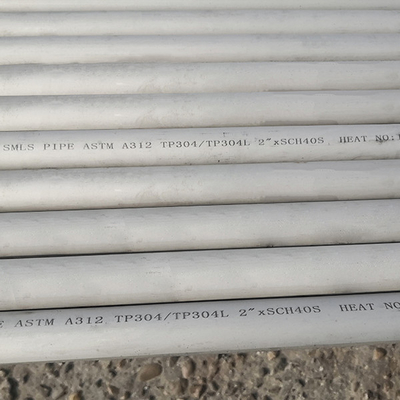 SMLS PIPE ASTM A312 TP304/TP304L 2"xSCH40S HEAT NO:
ASTM A312 TP304/TP304L 2"xSCH40S HEAT NO